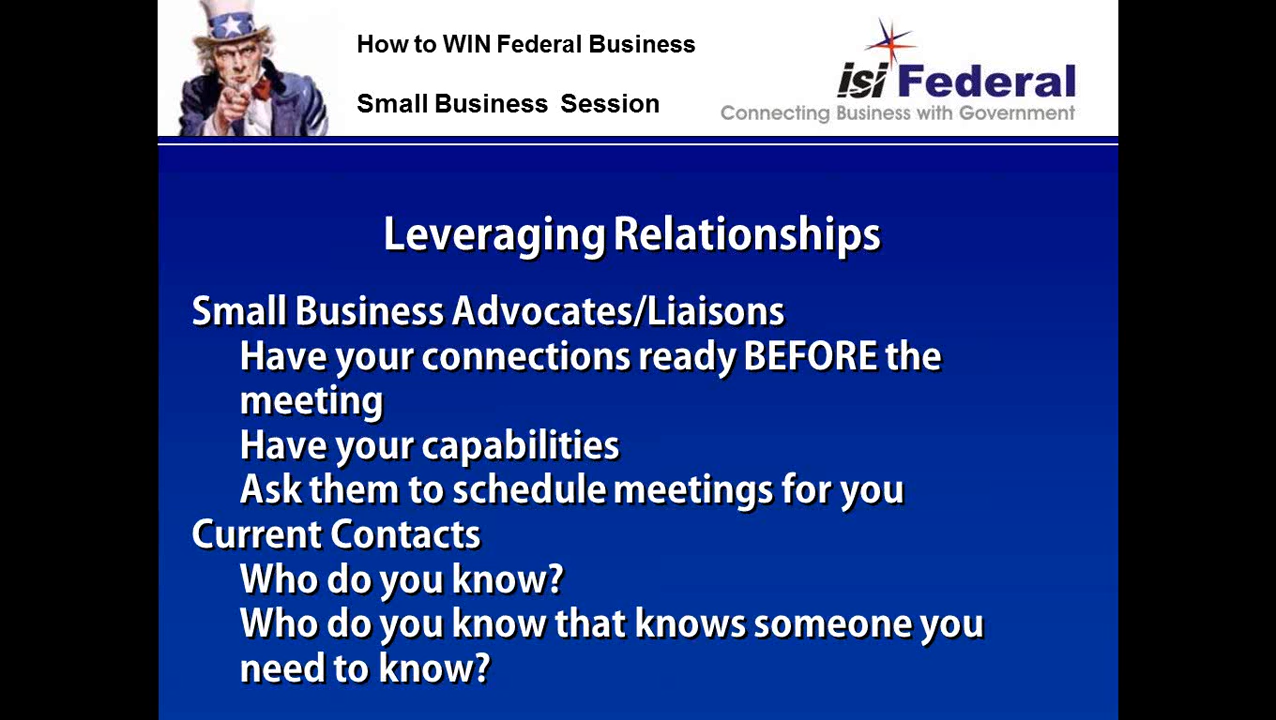 How to WIN Federal Business
Small Business Session
isi Federal
Connecting Business with Government
Leveraging Relationships
Small Business Advocates/Liaisons
Have your connections ready BEFORE the
meeting
Have your capabilities
Ask them to schedule meetings for you
Current Contacts
Who do you know?
Who do you know that knows someone you
need to know?